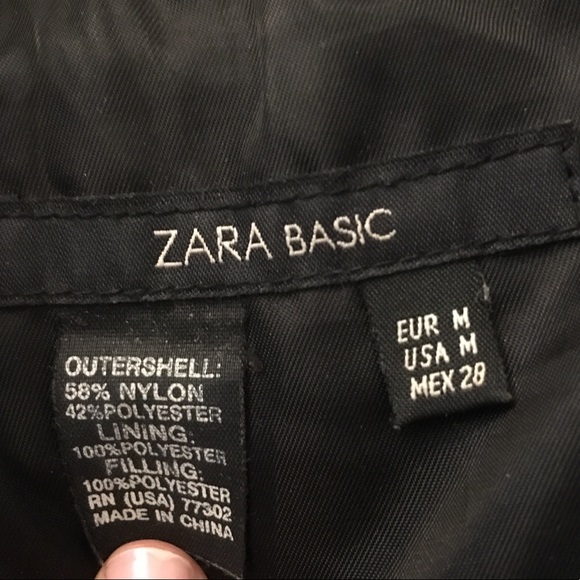 ZARA BASIC
EUR M
USA M
MEX 28
OUTERSHELL:
58% NYLON
42%POLYESTER
LINING:
100%POLYESTER
FILLING:
100%POLYESTER
RN (USA) 77302
MADE IN CHINA